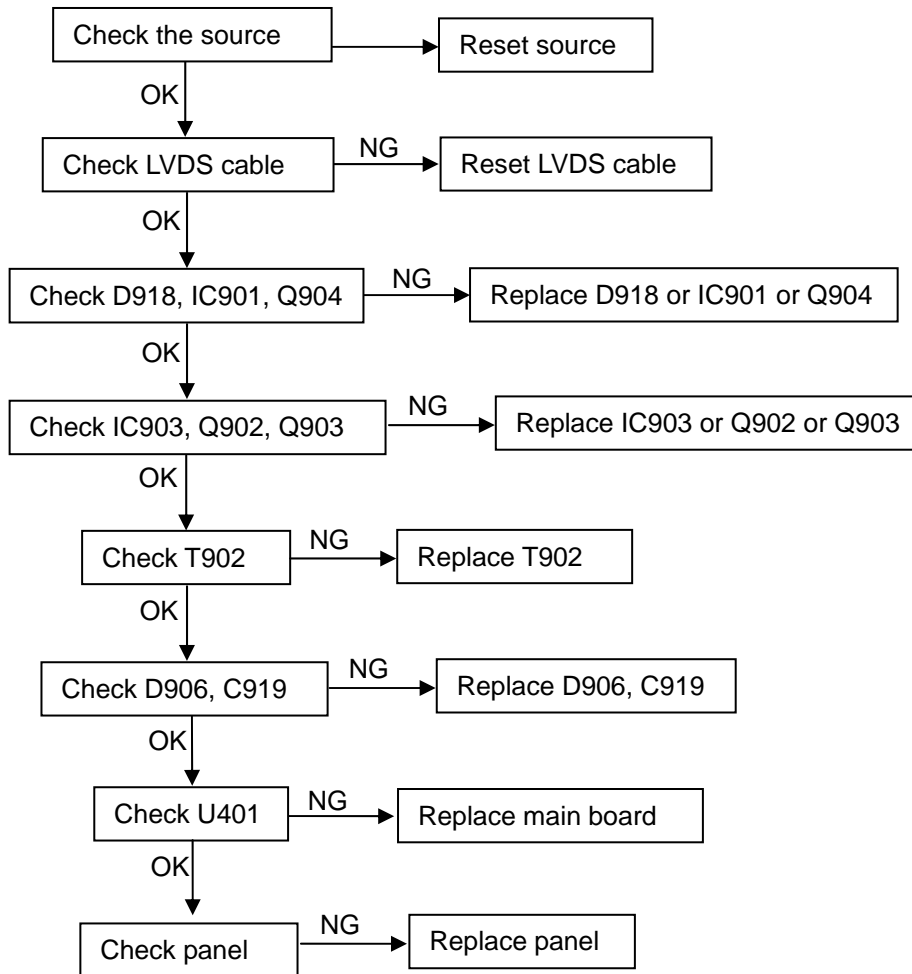 Check the source
Reset source
OK
Check LVDS cable
NG
Reset LVDS cable
OK
Check D918, IC901, Q904
NG
Replace D918 or IC901 or Q904
OK
Check IC903, Q902, Q903
NG
Replace IC903 or Q902 or Q903
OK
Check T902
NG
Replace T902
OK
Check D906, C919
NG
Replace D906, C919
OK
Check U401
NG
Replace main board
OK
Check panel
NG
Replace panel